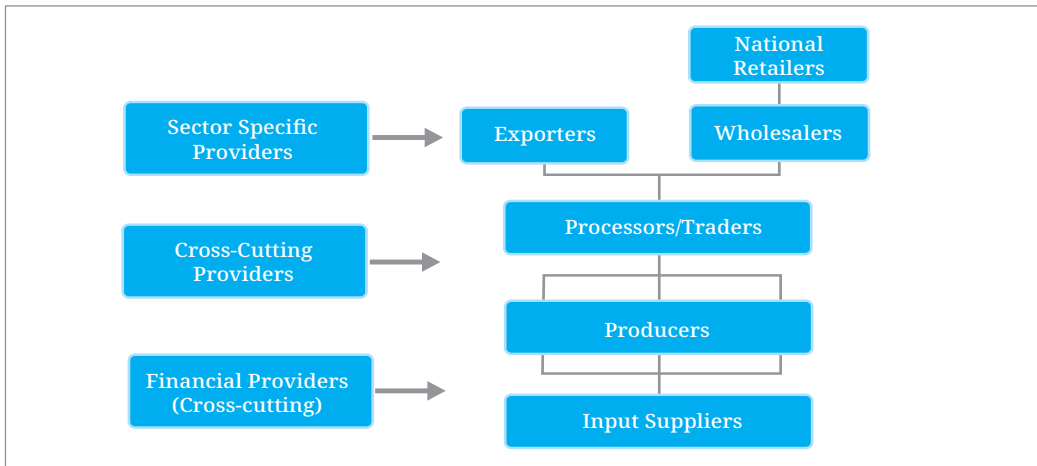 National
Retailers
Sector Specific
Providers
Exporters
Wholesalers
Processors/Traders
Cross-Cutting
Providers
Producers
Financial Providers
(Cross-cutting)
Input Suppliers